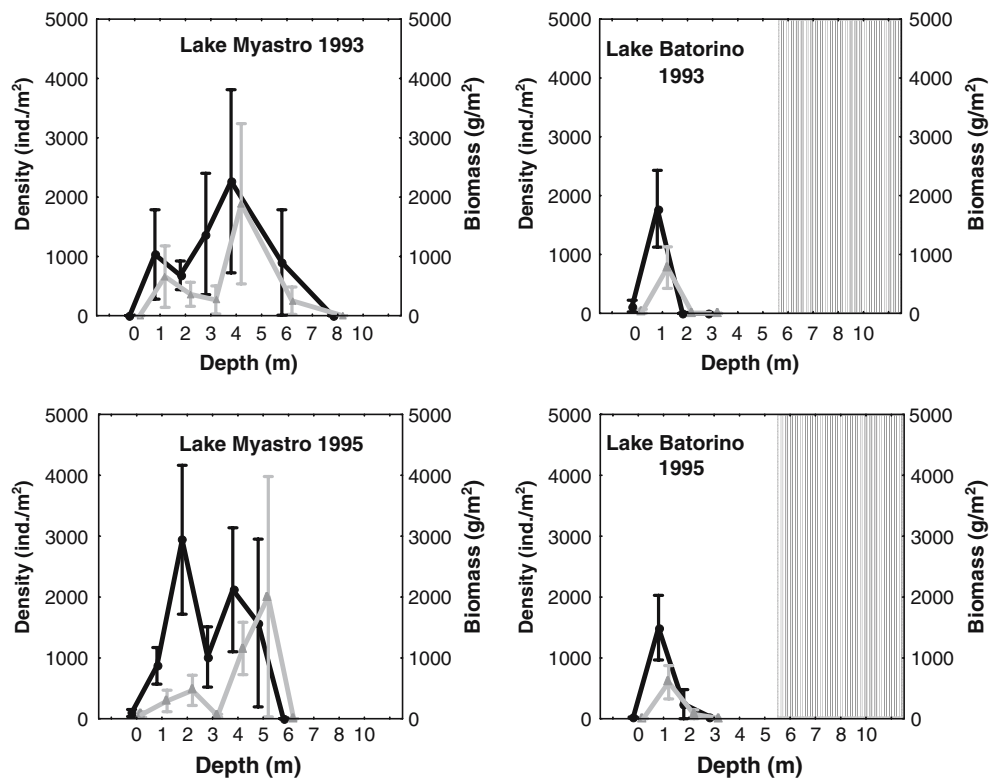 Lake Myastro 1993
5000
4000
3000
2000
1000
0
Density (ind./m²)
5000
4000
3000
2000
1000
0
Biomass (g/m²)
0 1 2 3 4 5 6 8 10
Depth (m)
Lake Batorino
1993
5000
4000
3000
2000
1000
0
Density (ind./m²)
5000
4000
3000
2000
1000
0
Biomass (g/m²)
0 1 2 3 4 5 6 7 8 10
Depth (m)
Lake Myastro 1995
5000
4000
3000
2000
1000
0
Density (ind./m²)
5000
4000
3000
2000
1000
0
Biomass (g/m²)
0 1 2 3 4 5 6 8 10
Depth (m)
Lake Batorino
1995
5000
4000
3000
2000
1000
0
Density (ind./m²)
5000
4000
3000
2000
1000
0
Biomass (g/m²)
0 1 2 3 4 5 6 7 8 10
Depth (m)